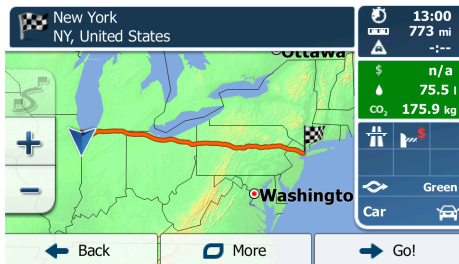 New York
NY, United States
13:00
773 mi
-:--
Ottawa
$ n/a
75.5 l
CO2 175.9 kg
$
Washingto
Green
Car
Back
More
Go!